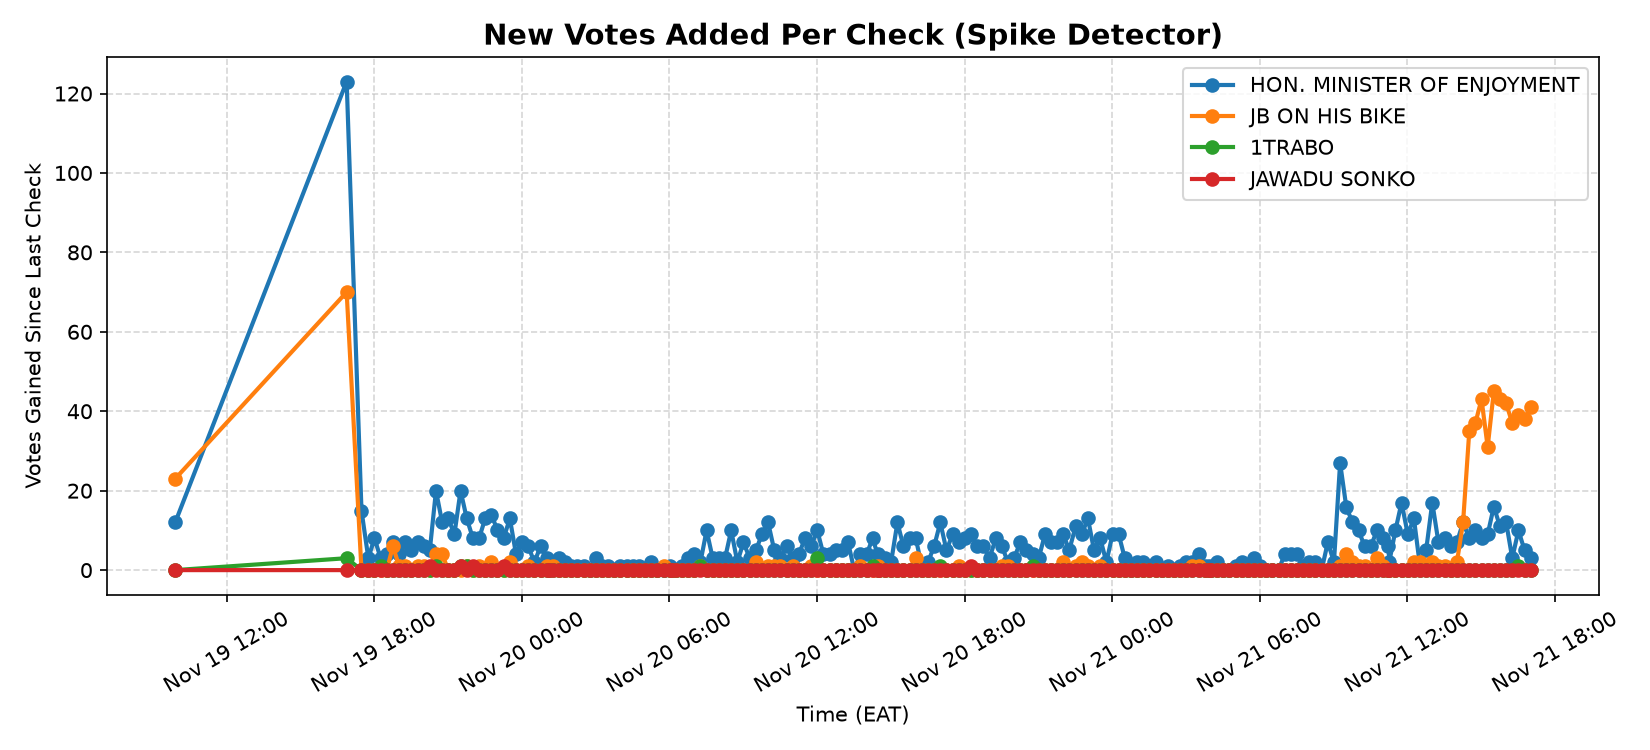 New Votes Added Per Check (Spike Detector)
HON. MINISTER OF ENJOYMENT
JB ON HIS BIKE
1TRABO
JAWADU SONKO
Votes Gained Since Last Check
120
100
80
60
40
20
0
Nov 19 12:00
Nov 19 18:00
Nov 20 00:00
Nov 20 06:00
Nov 20 12:00
Nov 20 18:00
Nov 21 00:00
Nov 21 06:00
Nov 21 12:00
Nov 21 18:00
Time (EAT)